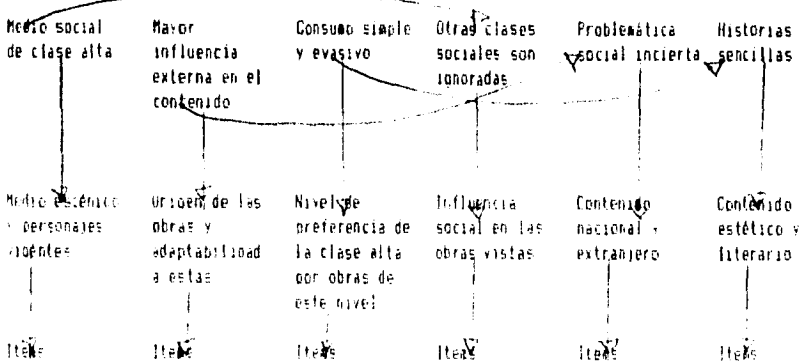 Medio social
de clase alta
Mayor
influencia
externa en el
contenido
Consumo simple
y evasivo
Otras clases
sociales son
ignoradas
Problemática
social incierta
Historias
sencillas
Medio escénico
y personajes
vigentes
Origen de las
obras y
adaptabilidad
a estas
Nivel de
preferencia de
la clase alta
por obras de
este nivel
Influencia
social en las
obras vistas
Contenido
nacional y
extranjero
Contenido
estético y
literario
Items
Items
Items
Items
Items
Items